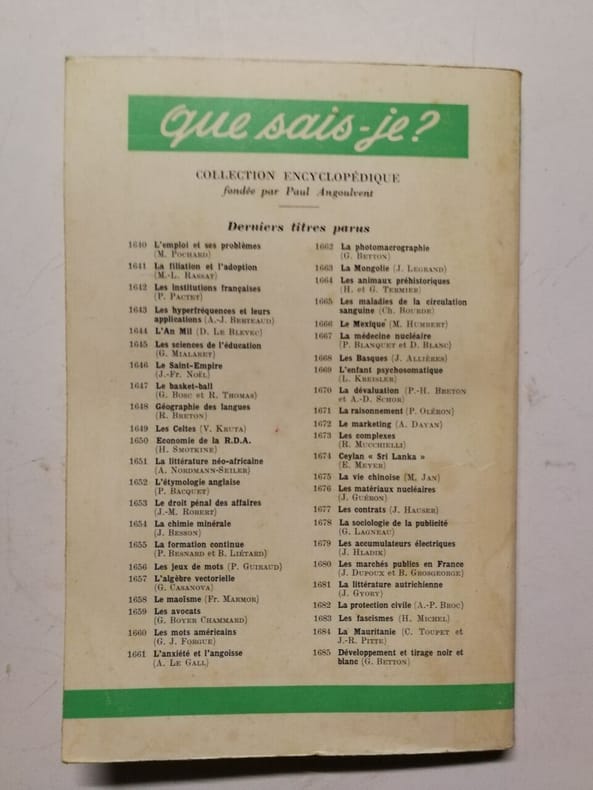 que sais-je?
COLLECTION ENCYCLOPÉDIQUE
fondée par Paul Angoulvent
Derniers titres parus
1640 L'emploi et ses problèmes
(M. POCHARD)
1641 La filiation et l'adoption
(M.-L. RASSAT)
1642 Les institutions françaises
(P. PACTET)
1643 Les hyperfréquences et leurs
applications (A.-J. BERTEAUD)
1644 L'An Mil (D. LE BLEVEC)
1645 Les sciences de l'éducation
(G. MIALARET)
1646 Le Saint-Empire
(J.-FR. NOËL)
1647 Le basket-ball
(G. BOSC et R. THOMAS)
1648 Géographie des langues
(R. BRETON)
1649 Les Celtes (V. KRUTA)
1650 Economie de la R.D.A.
(H. SMOTKINE)
1651 La littérature néo-africaine
(A. NORDMANN-SEILER)
1652 L'étymologie anglaise
(P. BACQUET)
1653 Le droit pénal des affaires
(J.-M. ROBERT)
1654 La chimie minérale
(J. BESSON)
1655 La formation continue
(P. BESNARD et B. LIÉTARD)
1656 Les jeux de mots (P. GUIRAUD)
1657 L'algèbre vectorielle
(G. CASANOVA)
1658 Le maoïsme (FR. MARMOR)
1659 Les avocats
(G. BOYER CHAMMARD)
1660 Les mots américains
(G. J. FORGUE)
1661 L'anxiété et l'angoisse
(A. LE GALL)
1662 La photomacrographie
(G. BETTON)
1663 La Mongolie (J. LEGRAND)
1664 Les animaux préhistoriques
(H. et G. TERMIER)
1665 Les maladies de la circulation
sanguine (CH. BOURDE)
1666 Le Mexique (M. HUMBERT)
1667 La médecine nucléaire
(P. BLANQUET et D. BLANC)
1668 Les Basques (J. ALLIÈRES)
1669 L'enfant psychosomatique
(L. KREISLER)
1670 La dévaluation (P.-H. BRETON
et A.-D. SCHOR)
1671 La raisonnement (P. OLÉRON)
1672 Le marketing (A. DAYAN)
1673 Les complexes
(R. MUCCHIELLI)
1674 Ceylan « Sri Lanka »
(E. MEYER)
1675 La vie chinoise (M. JAN)
1676 Les matériaux nucléaires
(J. GUÉRON)
1677 Les contrats (J. HAUSER)
1678 La sociologie de la publicité
(G. LAGNEAU)
1679 Les accumulateurs électriques
(J. HLADIK)
1680 Les marchés publics en France
(J. DUPOUX et B. GROSGEORGE)
1681 La littérature autrichienne
(J. GYORY)
1682 La protection civile (A.-P. BROC)
1683 Les fascismes (H. MICHEL)
1684 La Mauritanie (C. TOUPET et
J.-R. PITTE)
1685 Développement et tirage noir et
blanc (G. BETTON)